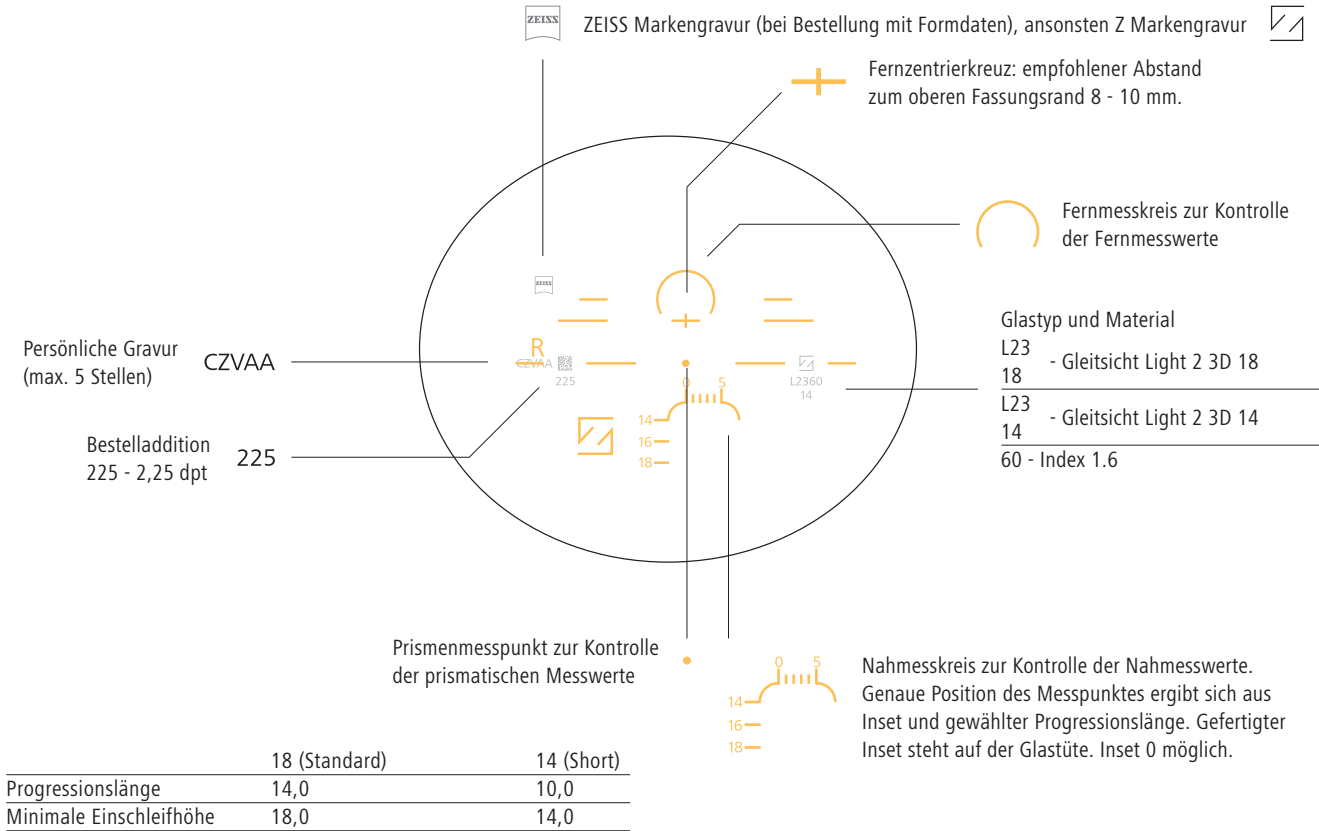 ZEISS
ZEISS Markengravur (bei Bestellung mit Formdaten), ansonsten Z Markengravur
Fernzentrierkreuz: empfohlener Abstand
zum oberen Fassungsrand 8 - 10 mm.
Fernmesskreis zur Kontrolle
der Fernmesswerte
ZEISS
Glastyp und Material
L23
18 - Gleitsicht Light 2 3D 18
L23
14 - Gleitsicht Light 2 3D 14
60 - Index 1.6
Persönliche Gravur
(max. 5 Stellen)
CZVAA
R
CZVAA
225
L2360
14
0 5
14
16
18
Bestelladdition
225 - 2,25 dpt
225
Prismenmesspunkt zur Kontrolle
der prismatischen Messwerte
0 5
14
16
18
Nahmesskreis zur Kontrolle der Nahmesswerte.
Genaue Position des Messpunktes ergibt sich aus
Inset und gewählter Progressionslänge. Gefertigter
Inset steht auf der Glastüte. Inset 0 möglich.
18 (Standard) 14 (Short)
Progressionslänge 14,0 10,0
Minimale Einschleifhöhe 18,0 14,0